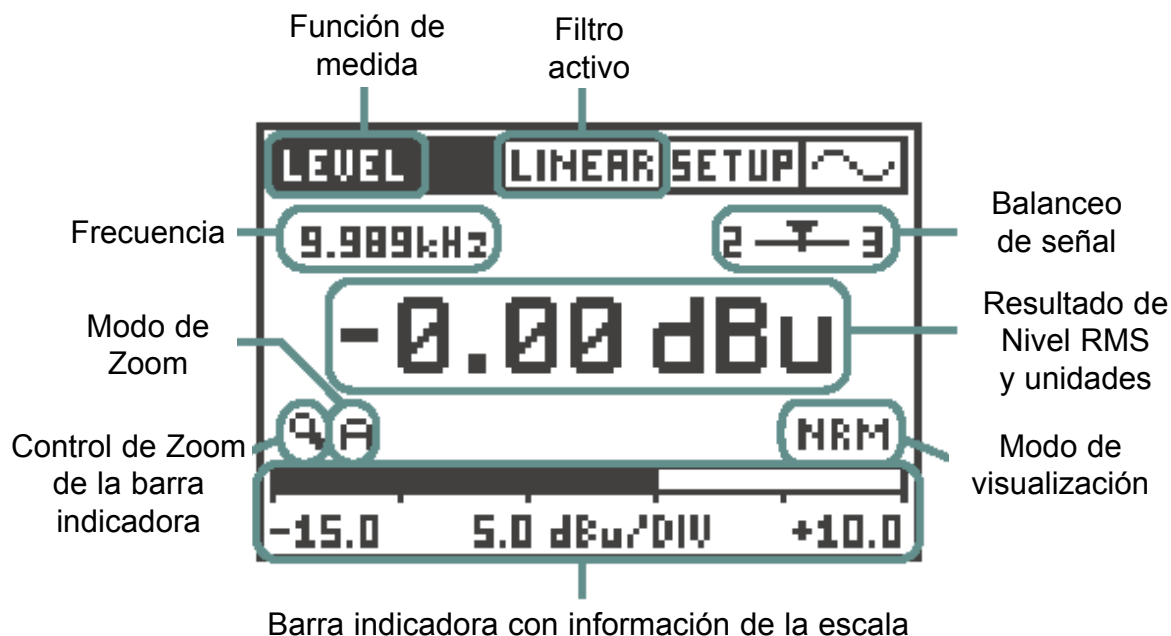 Función de
medida
Filtro
activo
LEVEL LINEAR SETUP
Frecuencia
9.989kHz
2 3
Balanceo
de señal
-0.00 dBu
Resultado de
Nivel RMS
y unidades
Modo de
Zoom
A
NRM
Control de Zoom
de la barra
indicadora
Modo de
visualización
-15.0 5.0 dBu/DIV +10.0
Barra indicadora con información de la escala